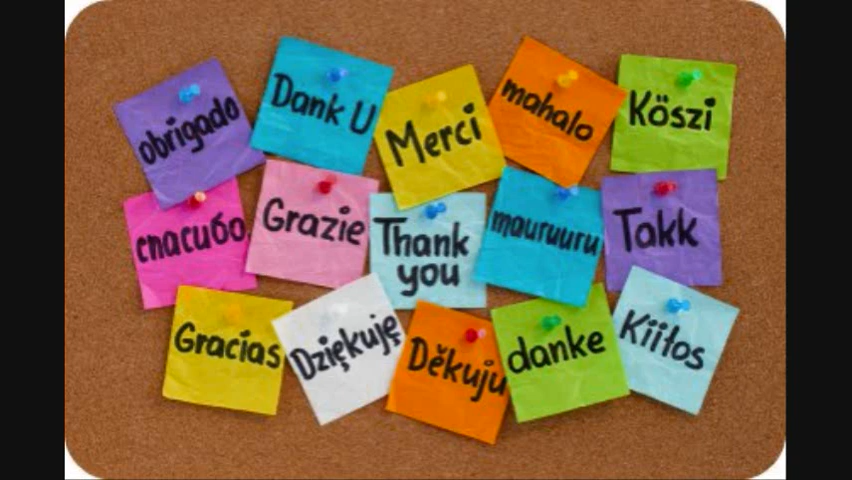 obrigado
Dank U
Merci
mahalo
Köszi
спасибо
Grazie
Thank
you
mauruuru
Takk
Gracias
Dziękuję
Děkuju
danke
Kiitos